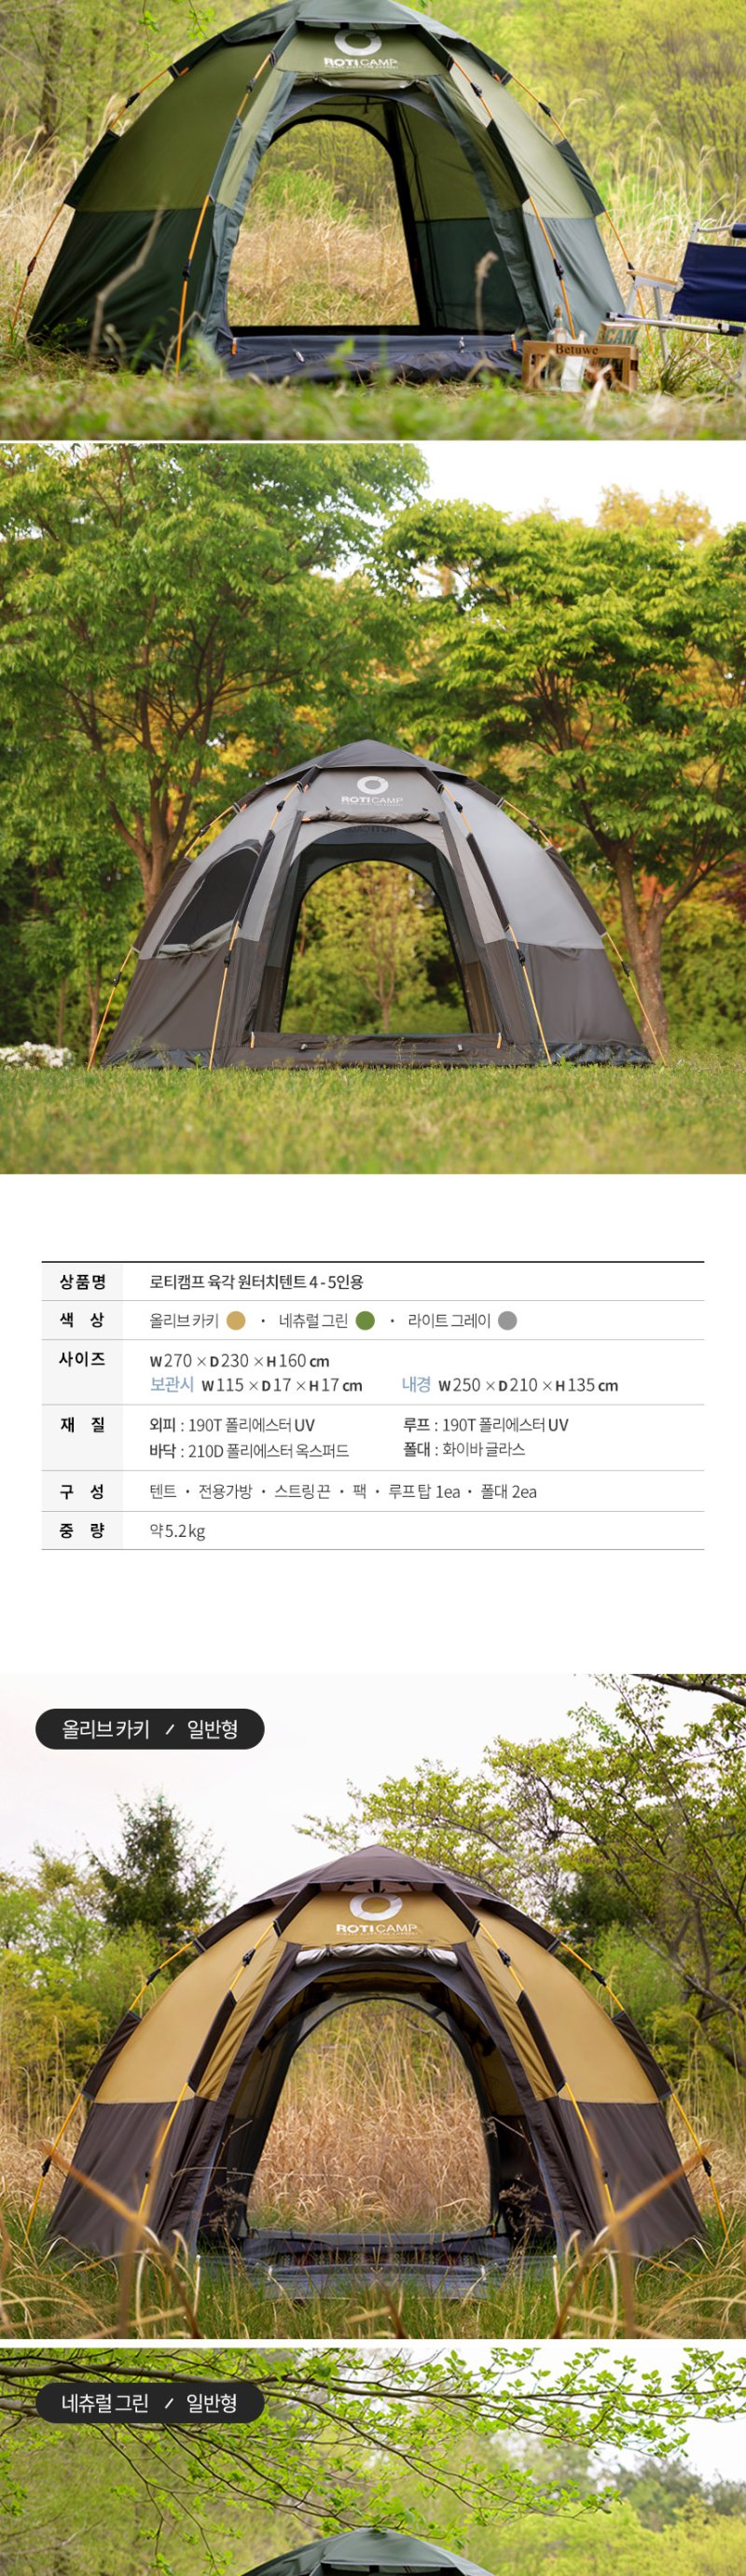 ROTICAMP
Betuwe
ROTICAMP
상품명 로티캠프 육각 원터치텐트 4 - 5인용
색 상 올리브 카키 · 네츄럴 그린 · 라이트 그레이
사이즈 W 270 × D 230 × H 160 cm
보관시 W 115 × D 17 × H 17 cm 내경 W 250 × D 210 × H 135 cm
재 질 외피 : 190T 폴리에스터 UV 루프 : 190T 폴리에스터 UV
바닥 : 210D 폴리에스터 옥스퍼드 폴대 : 화이바 글라스
구 성 텐트 · 전용가방 · 스트링 끈 · 팩 · 루프탑 1ea · 폴대 2ea
중 량 약 5.2kg
올리브 카키 / 일반형
ROTICAMP
네츄럴 그린 / 일반형